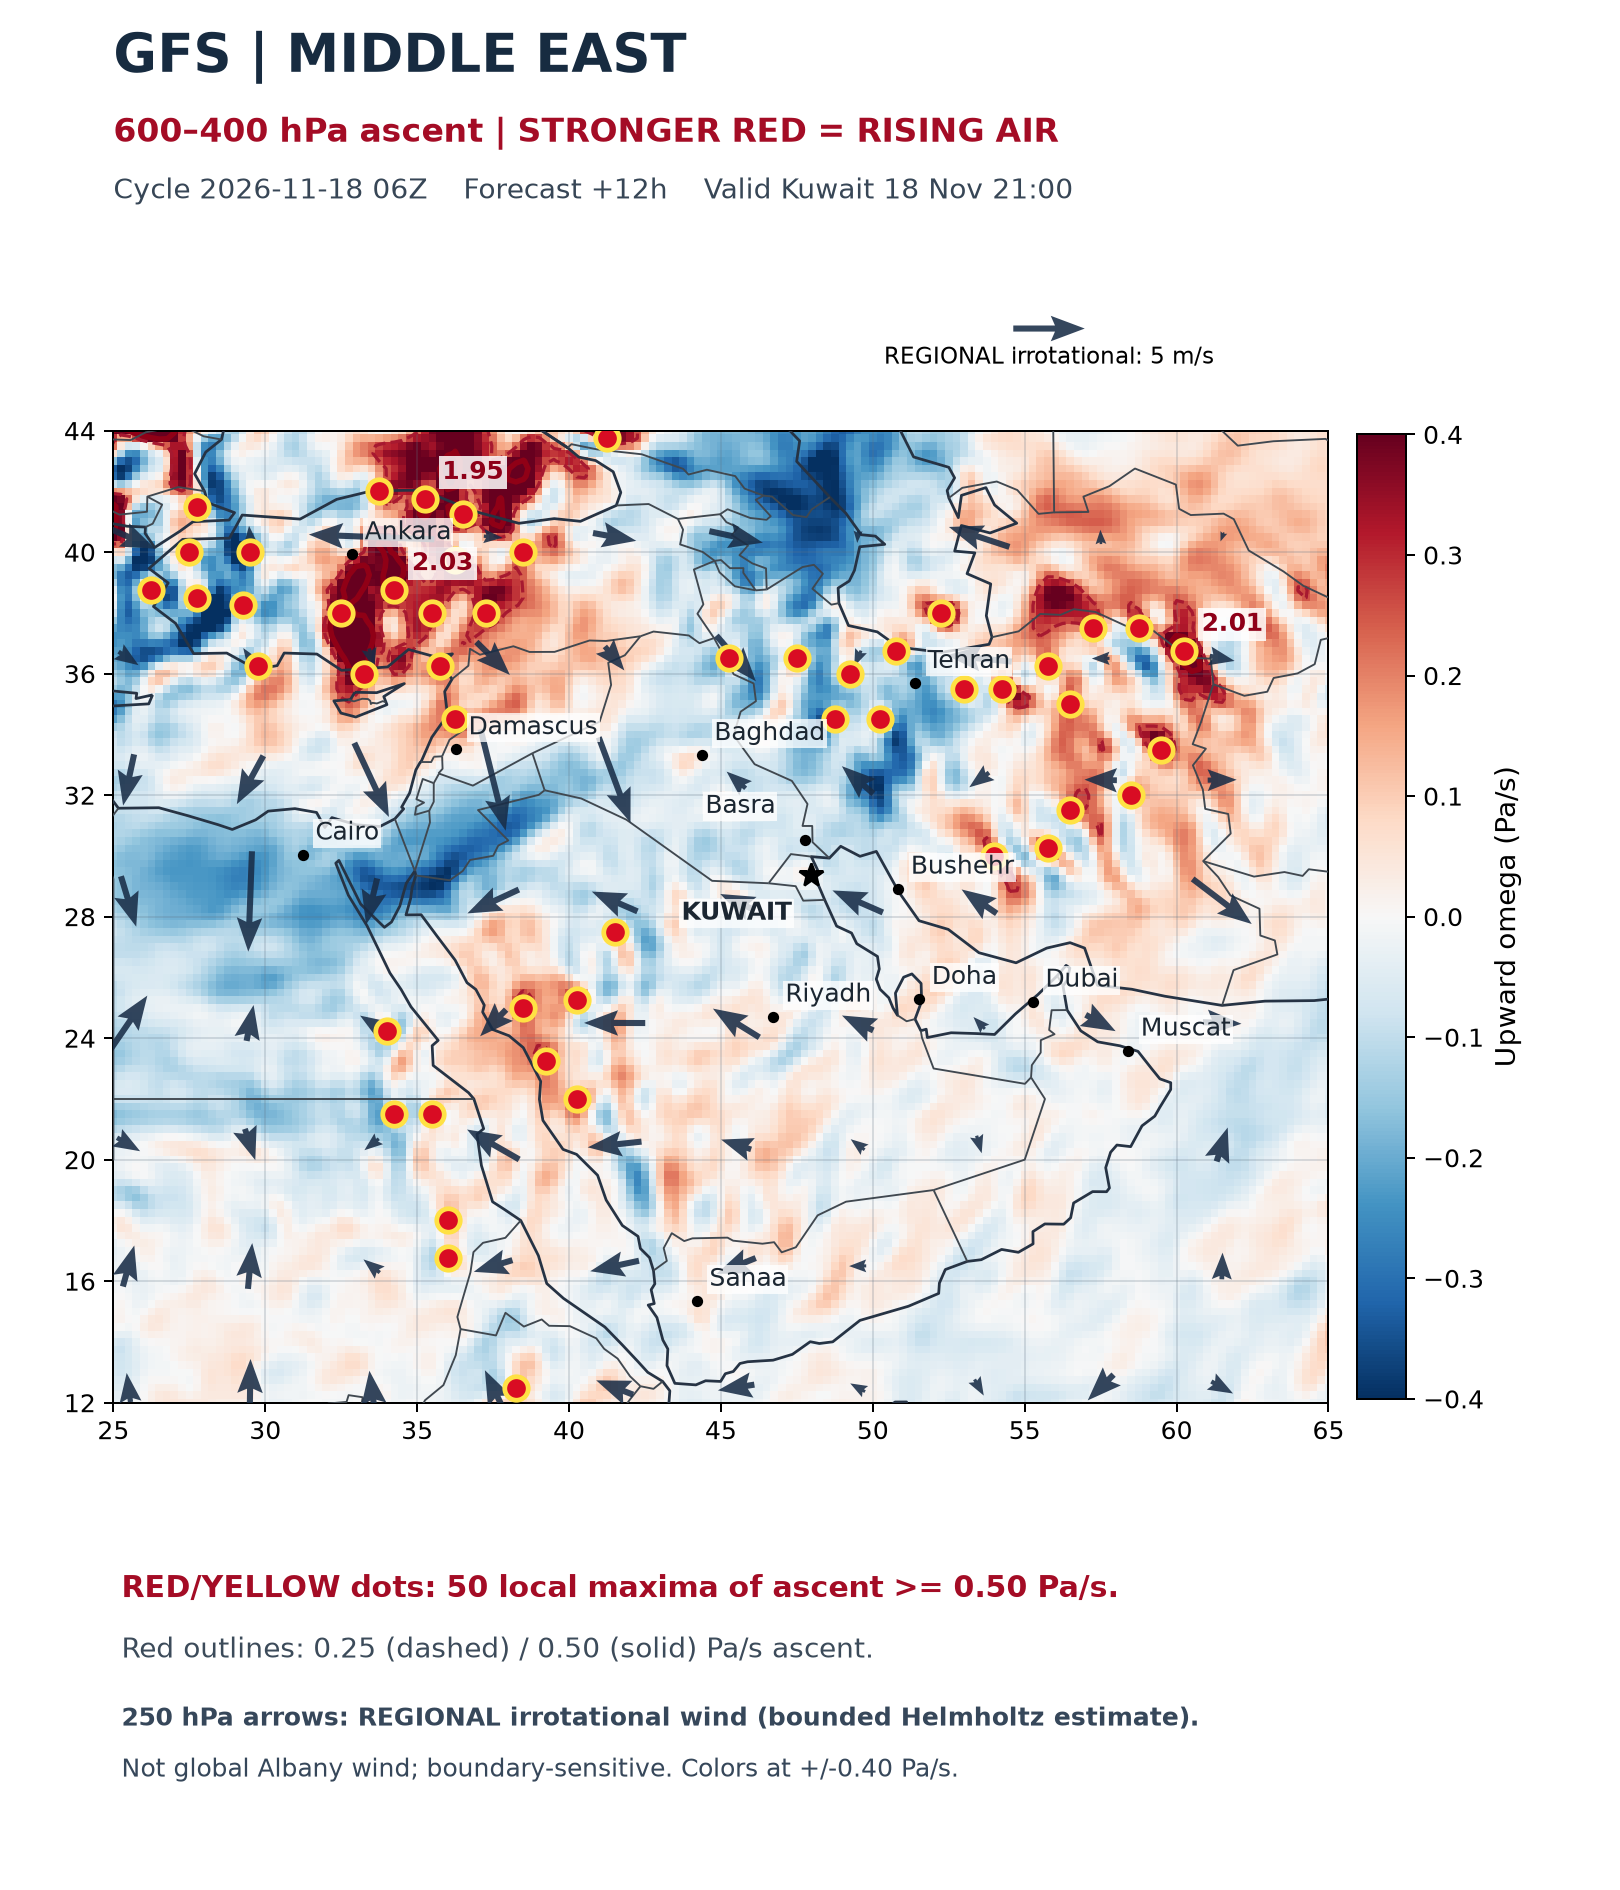 GFS | MIDDLE EAST
600–400 hPa ascent | STRONGER RED = RISING AIR
Cycle 2026-11-18 06Z    Forecast +12h    Valid Kuwait 18 Nov 21:00
REGIONAL irrotational: 5 m/s
44
40
36
32
28
24
20
16
12
25
30
35
40
45
50
55
60
65
1.95
Ankara
2.03
2.01
Tehran
Damascus
Baghdad
Basra
Cairo
Bushehr
KUWAIT
Doha
Dubai
Riyadh
Muscat
Sanaa
0.4
0.3
0.2
0.1
0.0
−0.1
−0.2
−0.3
−0.4
Upward omega (Pa/s)
RED/YELLOW dots: 50 local maxima of ascent >= 0.50 Pa/s.
Red outlines: 0.25 (dashed) / 0.50 (solid) Pa/s ascent.
250 hPa arrows: REGIONAL irrotational wind (bounded Helmholtz estimate).
Not global Albany wind; boundary-sensitive. Colors at +/-0.40 Pa/s.